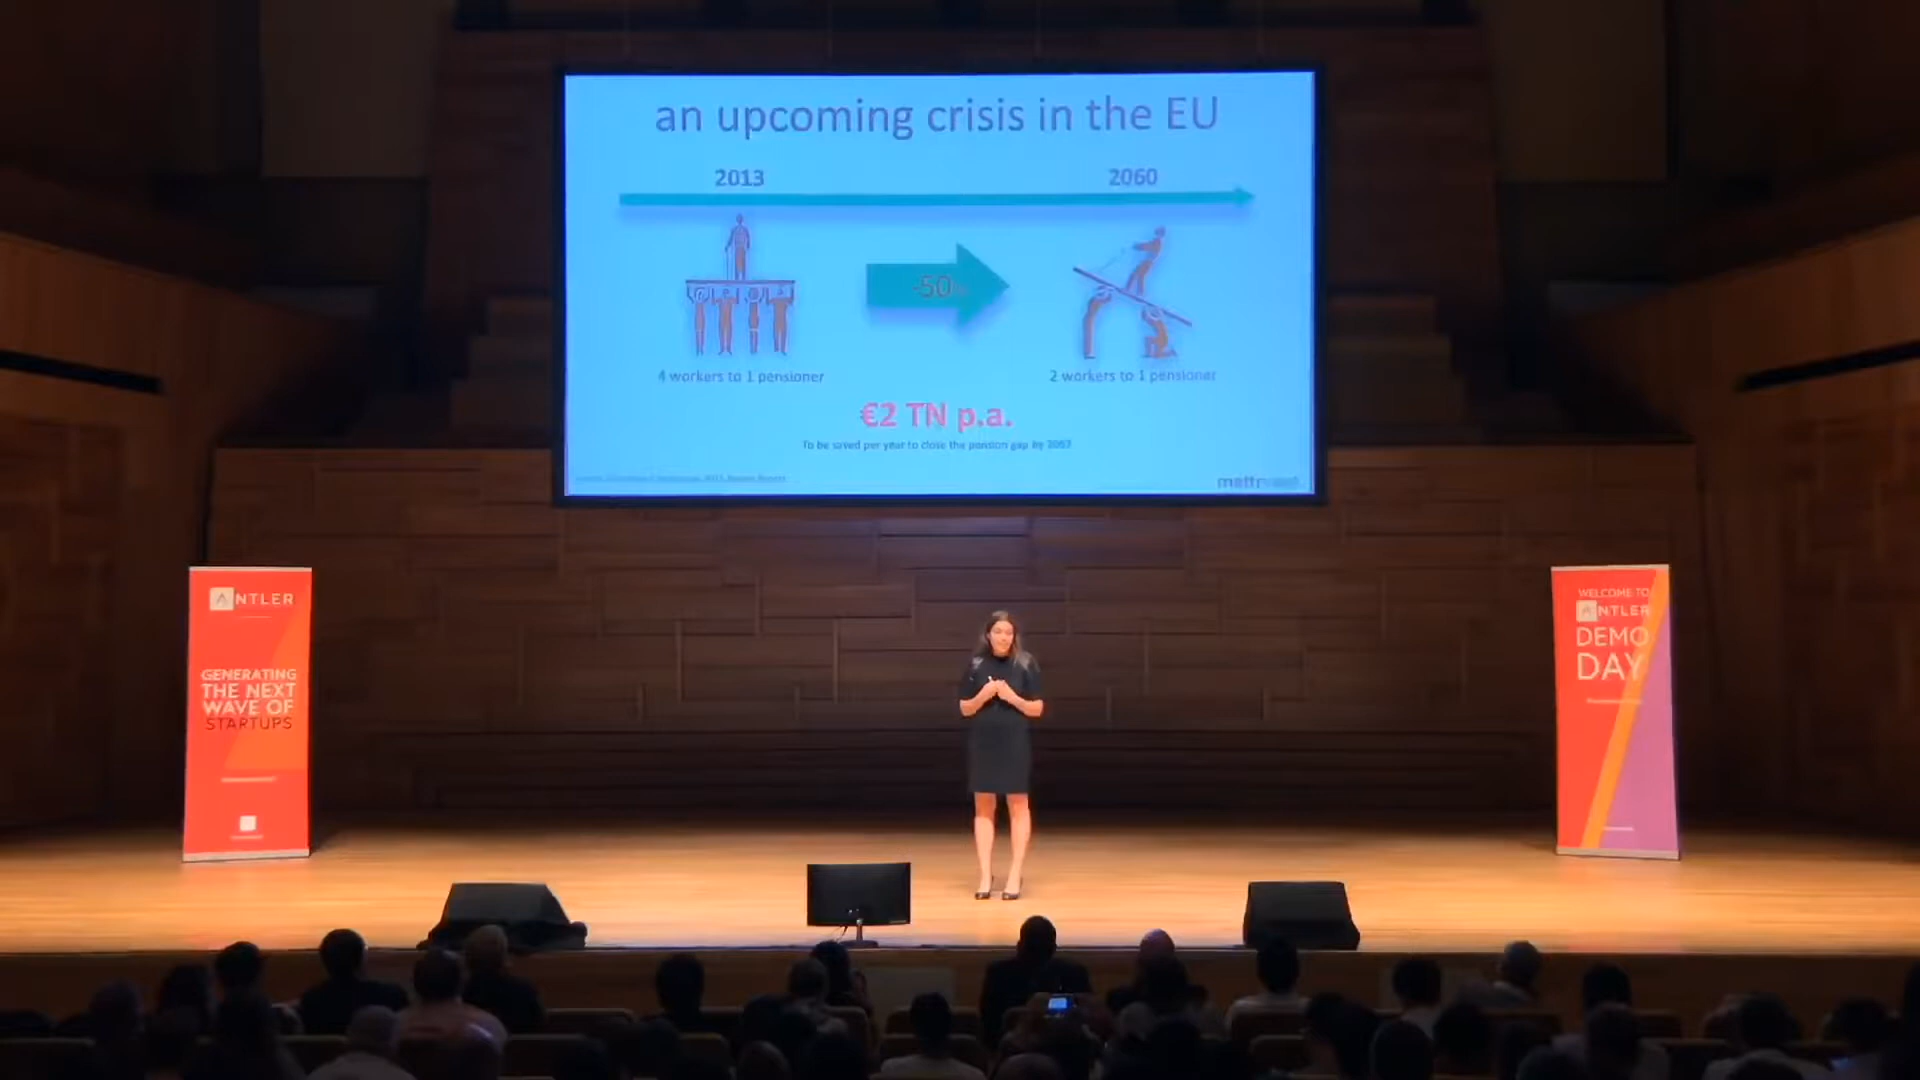 an upcoming crisis in the EU
2013
2060
-50%
4 workers to 1 pensioner
2 workers to 1 pensioner
€2 TN p.a.
To be saved per year to close the pension gap by
ANTLER
GENERATING
THE NEXT
WAVE OF
STARTUPS
WELCOME TO
ANTLER
DEMO
DAY